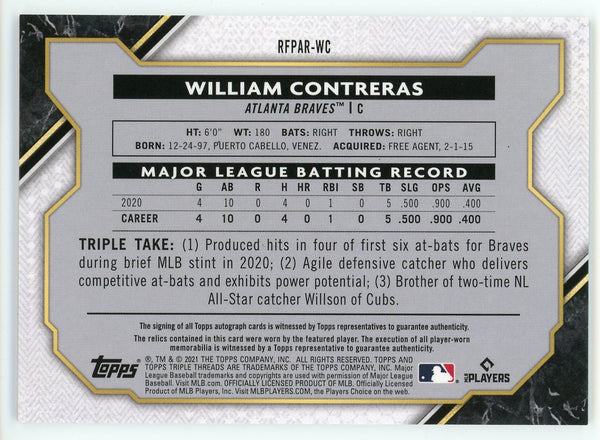 RFPAR-WC
WILLIAM CONTRERAS
ATLANTA BRAVES™ | C
HT: 6'0" WT: 180 BATS: RIGHT THROWS: RIGHT
BORN: 12-24-97, PUERTO CABELLO, VENEZ. ACQUIRED: FREE AGENT, 2-1-15
MAJOR LEAGUE BATTING RECORD
G AB R H HR RBI SB TB SLG OPS AVG
2020 4 10 0 4 0 1 0 5 .500 .900 .400
CAREER 4 10 0 4 0 1 0 5 .500 .900 .400
TRIPLE TAKE: (1) Produced hits in four of first six at-bats for Braves
during brief MLB stint in 2020; (2) Agile defensive catcher who delivers
competitive at-bats and exhibits power potential; (3) Brother of two-time NL
All-Star catcher Willson of Cubs.
The signing of all Topps autograph cards is witnessed by Topps representatives to guarantee authenticity.
The relics contained in this card were worn by the featured player. The execution of all player-worn
memorabilia is witnessed by a Topps representative to guarantee authenticity.
Topps
®, TM & © 2021 THE TOPPS COMPANY, INC. ALL RIGHTS RESERVED. TOPPS AND
TOPPS TRIPLE THREADS ARE TRADEMARKS OF THE TOPPS COMPANY, INC. Major
League Baseball trademarks and copyrights are used with permission of Major League
Baseball. Visit MLB.com. OFFICIALLY LICENSED PRODUCT OF MLB. Officially Licensed
Product of MLB Players, Inc. Visit MLBPLAYERS.com, the Players Choice on the web.
MLB PLAYERS